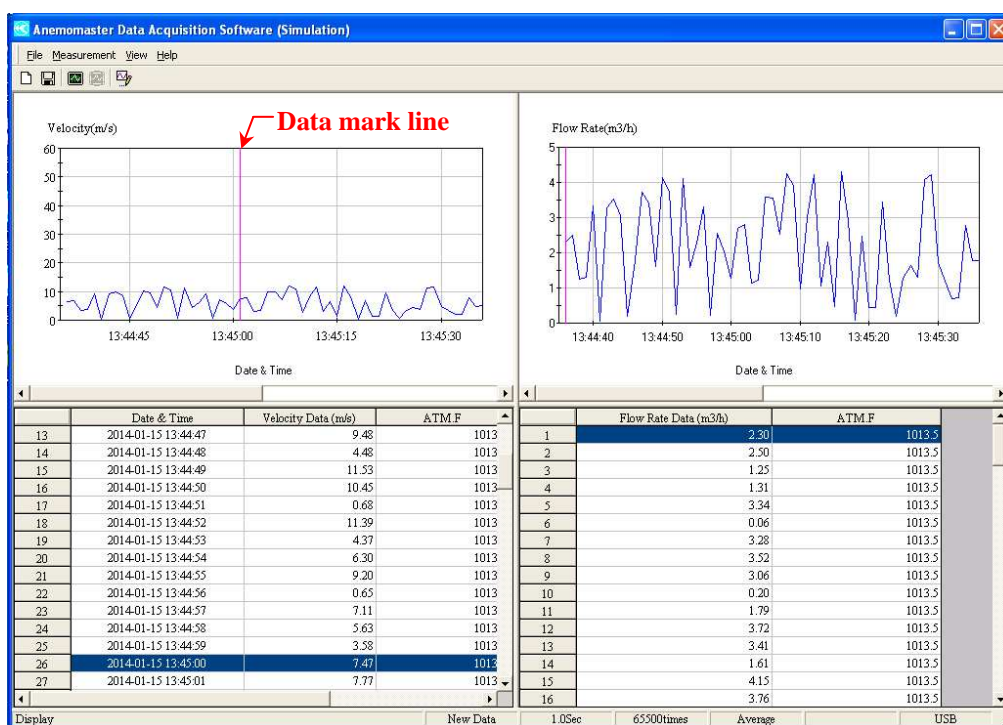 Anemomaster Data Acquisition Software (Simulation)
File Measurement View Help
Data mark line
Velocity(m/s)
60
50
40
30
20
10
0
13:44:45 13:45:00 13:45:15 13:45:30
Date & Time
Flow Rate(m3/h)
5
4
3
2
1
0
13:44:40 13:44:50 13:45:00 13:45:10 13:45:20 13:45:30
Date & Time
Date & Time Velocity Data (m/s) ATM.F
13 2014-01-15 13:44:47 9.48 1013
14 2014-01-15 13:44:48 4.48 1013
15 2014-01-15 13:44:49 11.53 1013
16 2014-01-15 13:44:50 10.45 1013
17 2014-01-15 13:44:51 0.68 1013
18 2014-01-15 13:44:52 11.39 1013
19 2014-01-15 13:44:53 4.37 1013
20 2014-01-15 13:44:54 6.30 1013
21 2014-01-15 13:44:55 9.20 1013
22 2014-01-15 13:44:56 0.65 1013
23 2014-01-15 13:44:57 7.11 1013
24 2014-01-15 13:44:58 5.63 1013
25 2014-01-15 13:44:59 3.58 1013
26 2014-01-15 13:45:00 7.47 1013
27 2014-01-15 13:45:01 7.77 1013
Flow Rate Data (m3/h) ATM.F
1 2.30 1013.5
2 2.50 1013.5
3 1.25 1013.5
4 1.31 1013.5
5 3.34 1013.5
6 0.06 1013.5
7 3.28 1013.5
8 3.52 1013.5
9 3.06 1013.5
10 0.20 1013.5
11 1.79 1013.5
12 3.72 1013.5
13 3.41 1013.5
14 1.61 1013.5
15 4.15 1013.5
16 3.76 1013.5
Display New Data 1.0Sec 65500times Average USB